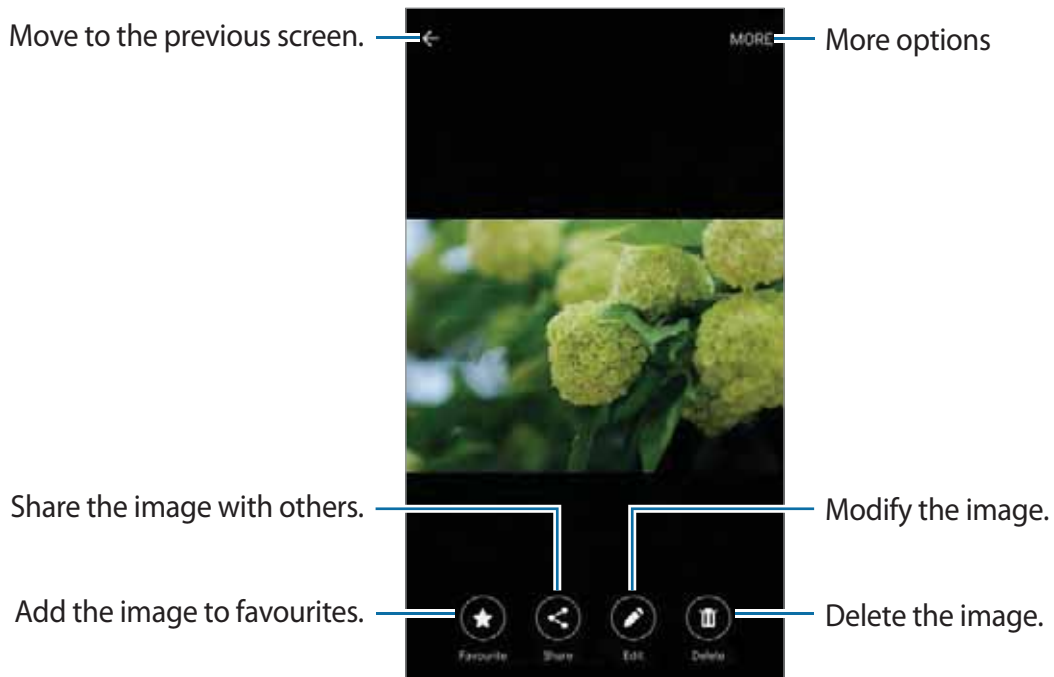 Move to the previous screen.
MORE
More options
Share the image with others.
Modify the image.
Add the image to favourites.
Delete the image.
Favourite
Share
Edit
Delete